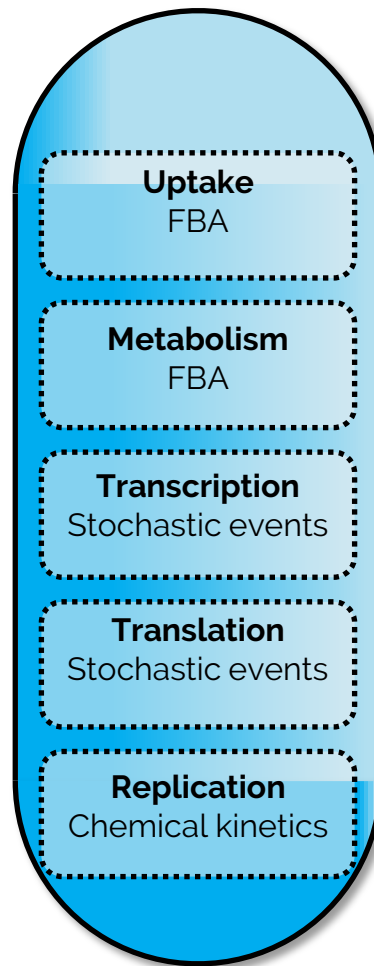 Uptake
FBA
Metabolism
FBA
Transcription
Stochastic events
Translation
Stochastic events
Replication
Chemical kinetics